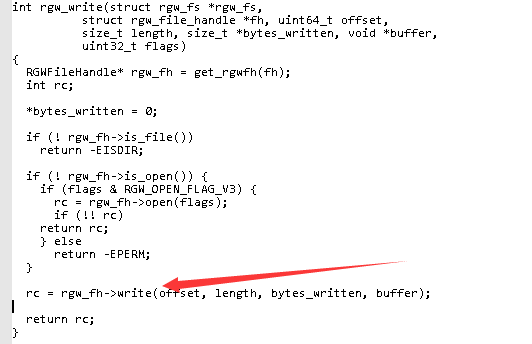 int rgw_write(struct rgw_fs *rgw_fs,
struct rgw_file_handle *fh, uint64_t offset,
size_t length, size_t *bytes_written, void *buffer,
uint32_t flags)
{
RGWFileHandle* rgw_fh = get_rgwfh(fh);
int rc;
*bytes_written = 0;
if (! rgw_fh->is_file())
return -EISDIR;
if (! rgw_fh->is_open()) {
if (flags & RGW_OPEN_FLAG_V3) {
rc = rgw_fh->open(flags);
if (!! rc)
return rc;
} else
return -EPERM;
}
rc = rgw_fh->write(offset, length, bytes_written, buffer);
return rc;
}